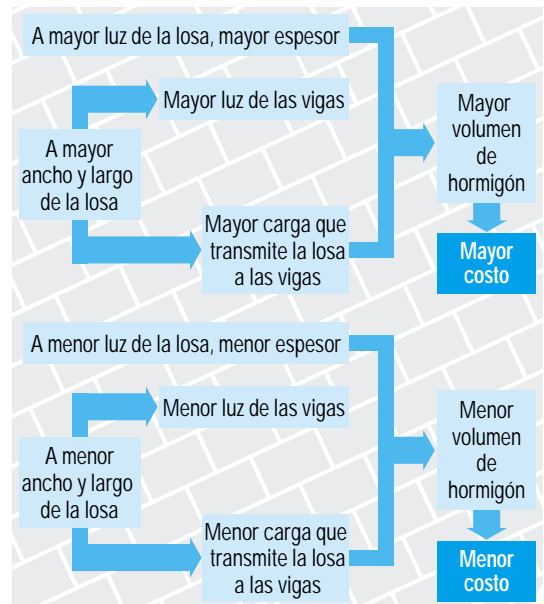 A mayor luz de la losa, mayor espesor
Mayor luz de las vigas
A mayor
ancho y largo
de la losa
Mayor carga que
transmite la losa
a las vigas
Mayor
volumen
de
hormigón
Mayor
costo
A menor luz de la losa, menor espesor
Menor luz de las vigas
A menor
ancho y largo
de la losa
Menor carga que
transmite la losa
a las vigas
Menor
volumen
de
hormigón
Menor
costo